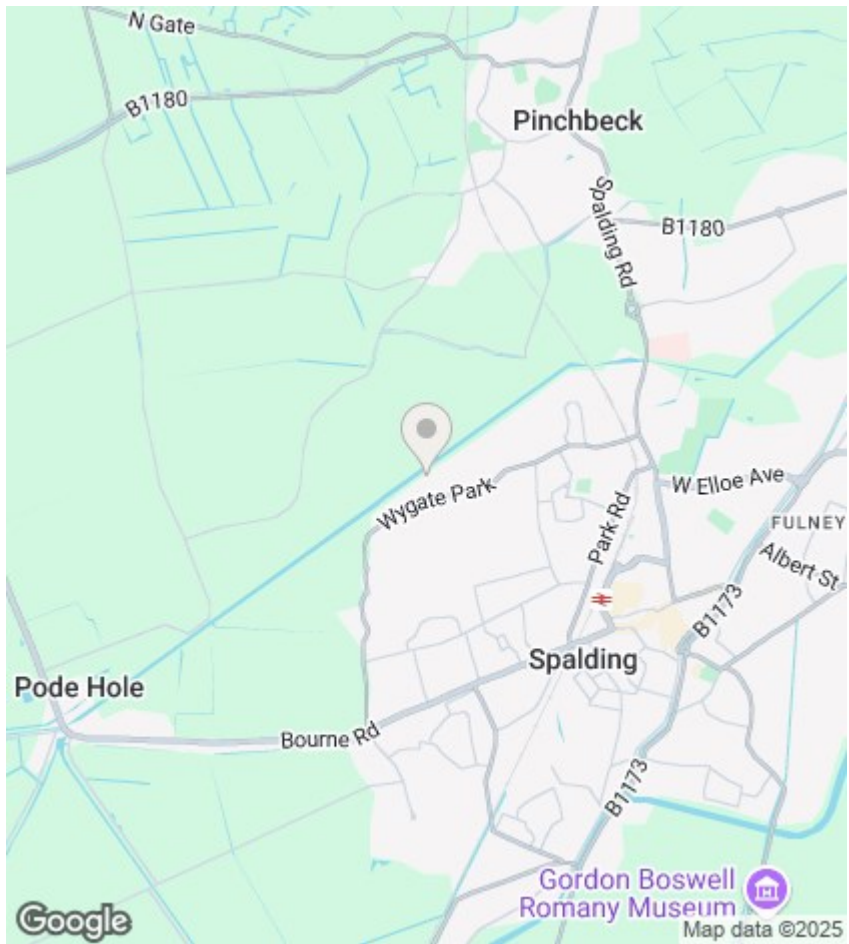 N Gate
B1180
Pinchbeck
Spalding Rd
B1180
Wygate Park
W Elloe Ave
Park Rd
FULNEY
Albert St
B1173
Spalding
Pode Hole
Bourne Rd
B1173
Gordon Boswell
Romany Museum
Google
Map data ©2025